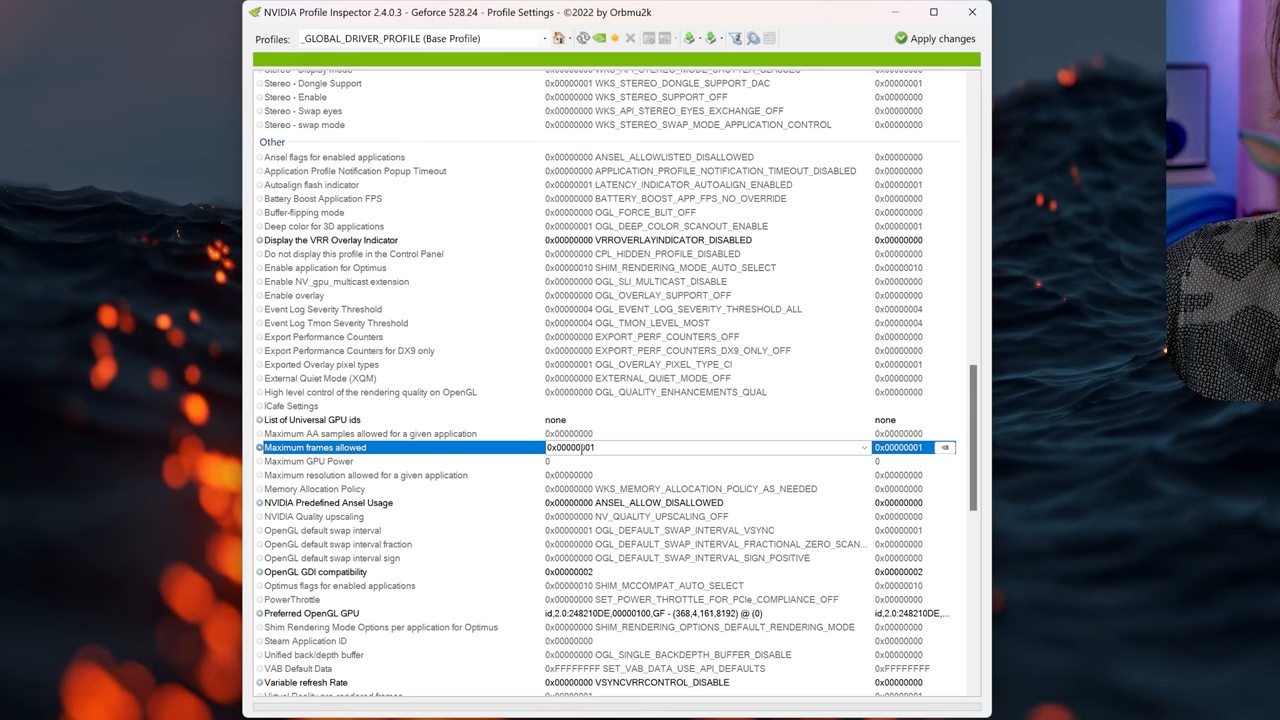 NVIDIA Profile Inspector 2.4.0.3 - Geforce 528.24 - Profile Settings - ©2022 by Orbmu2k
Profiles: _GLOBAL_DRIVER_PROFILE (Base Profile) Apply changes
Stereo - Display mode 0x00000000 WKS_API_STEREO_MODE_SHUTTER_GLASSES 0x00000000
Stereo - Dongle Support 0x00000001 WKS_STEREO_DONGLE_SUPPORT_DAC 0x00000001
Stereo - Enable 0x00000000 WKS_STEREO_SUPPORT_OFF 0x00000000
Stereo - Swap eyes 0x00000000 WKS_API_STEREO_EYES_EXCHANGE_OFF 0x00000000
Stereo - swap mode 0x00000000 WKS_STEREO_SWAP_MODE_APPLICATION_CONTROL 0x00000000
Other
Ansel flags for enabled applications 0x00000000 ANSEL_ALLOWLISTED_DISALLOWED 0x00000000
Application Profile Notification Popup Timeout 0x00000000 APPLICATION_PROFILE_NOTIFICATION_TIMEOUT_DISABLED 0x00000000
Autoalign flash indicator 0x00000001 LATENCY_INDICATOR_AUTOALIGN_ENABLED 0x00000001
Battery Boost Application FPS 0x00000000 BATTERY_BOOST_APP_FPS_NO_OVERRIDE 0x00000000
Buffer-flipping mode 0x00000000 OGL_FORCE_BLIT_OFF 0x00000000
Deep color for 3D applications 0x00000001 OGL_DEEP_COLOR_SCANOUT_ENABLE 0x00000001
Display the VRR Overlay Indicator 0x00000000 VRROVERLAYINDICATOR_DISABLED 0x00000000
Do not display this profile in the Control Panel 0x00000000 CPL_HIDDEN_PROFILE_DISABLED 0x00000000
Enable application for Optimus 0x00000010 SHIM_RENDERING_MODE_AUTO_SELECT 0x00000010
Enable NV_gpu_multicast extension 0x00000000 OGL_SLI_MULTICAST_DISABLE 0x00000000
Enable overlay 0x00000000 OGL_OVERLAY_SUPPORT_OFF 0x00000000
Event Log Severity Threshold 0x00000004 OGL_EVENT_LOG_SEVERITY_THRESHOLD_ALL 0x00000004
Event Log Tmon Severity Threshold 0x00000004 OGL_TMON_LEVEL_MOST 0x00000004
Export Performance Counters 0x00000000 EXPORT_PERF_COUNTERS_OFF 0x00000000
Export Performance Counters for DX9 only 0x00000000 EXPORT_PERF_COUNTERS_DX9_ONLY_OFF 0x00000000
Exported Overlay pixel types 0x00000001 OGL_OVERLAY_PIXEL_TYPE_CI 0x00000001
External Quiet Mode (XQM) 0x00000000 EXTERNAL_QUIET_MODE_OFF 0x00000000
High level control of the rendering quality on OpenGL 0x00000000 OGL_QUALITY_ENHANCEMENTS_QUAL 0x00000000
ICafe Settings
List of Universal GPU ids none none
Maximum AA samples allowed for a given application 0x00000000 0x00000000
Maximum frames allowed 0x00000001 0x00000001
Maximum GPU Power 0 0
Maximum resolution allowed for a given application 0x00000000 0x00000000
Memory Allocation Policy 0x00000000 WKS_MEMORY_ALLOCATION_POLICY_AS_NEEDED 0x00000000
NVIDIA Predefined Ansel Usage 0x00000000 ANSEL_ALLOW_DISALLOWED 0x00000000
NVIDIA Quality upscaling 0x00000000 NV_QUALITY_UPSCALING_OFF 0x00000000
OpenGL default swap interval 0x00000001 OGL_DEFAULT_SWAP_INTERVAL_VSYNC 0x00000001
OpenGL default swap interval fraction 0x00000000 OGL_DEFAULT_SWAP_INTERVAL_FRACTIONAL_ZERO_SCAN... 0x00000000
OpenGL default swap interval sign 0x00000000 OGL_DEFAULT_SWAP_INTERVAL_SIGN_POSITIVE 0x00000000
OpenGL GDI compatibility 0x00000002 0x00000002
Optimus flags for enabled applications 0x00000010 SHIM_MCCOMPAT_AUTO_SELECT 0x00000010
PowerThrottle SET_POWER_THROTTLE_FOR_PCIe_COMPLIANCE_OFF 0x00000000
Preferred OpenGL GPU id,2.0:248210DE,00000100,GF - (368,4,161,8192) @ (0) id,2.0:248210DE,...
Shim Rendering Mode Options per application for Optimus 0x00000000 SHIM_RENDERING_OPTIONS_DEFAULT_RENDERING_MODE 0x00000000
Steam Application ID 0x00000000 0x00000000
Unified back/depth buffer 0x00000000 OGL_SINGLE_BACKDEPTH_BUFFER_DISABLE 0x00000000
VAB Default Data 0xFFFFFFFF SET_VAB_DATA_USE_API_DEFAULTS 0xFFFFFFFF
Variable refresh Rate 0x00000000 VSYNCVRRCONTROL_DISABLE 0x00000000
Virtual Reality pre-rendered frames 0x00000001 0x00000001